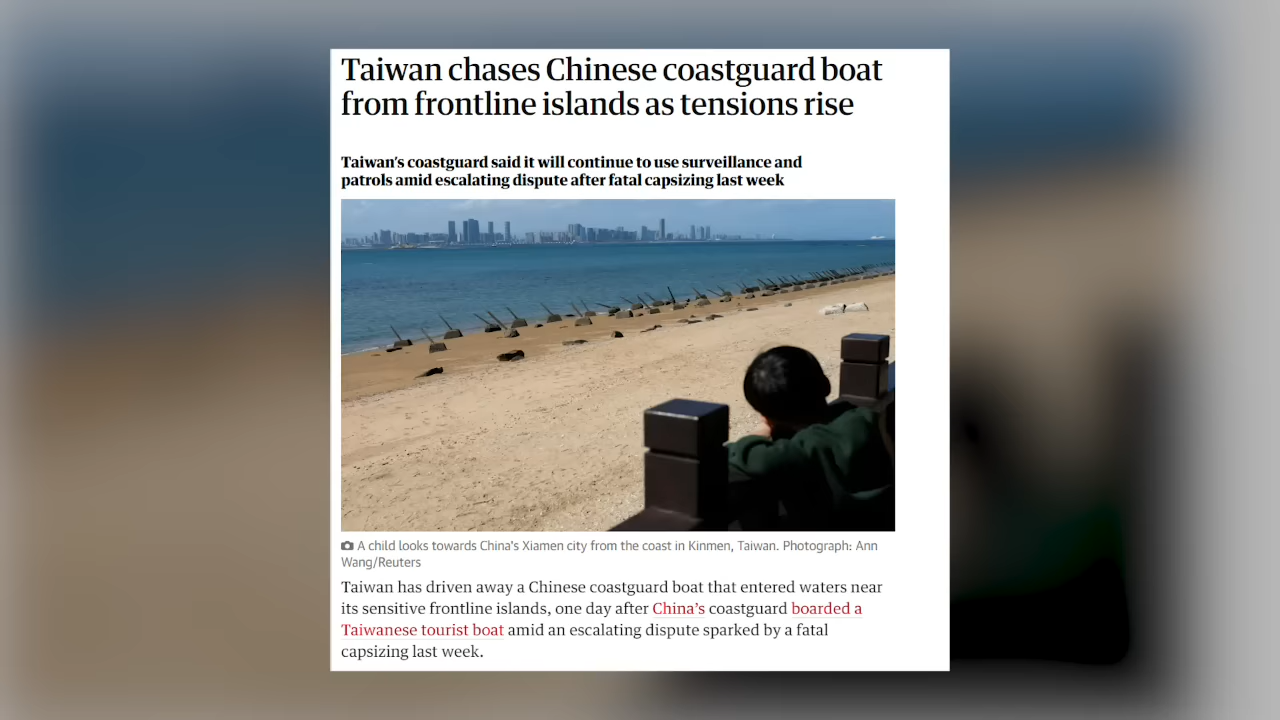 Taiwan chases Chinese coastguard boat
from frontline islands as tensions rise
Taiwan's coastguard said it will continue to use surveillance and
patrols amid escalating dispute after fatal capsizing last week
A child looks towards China's Xiamen city from the coast in Kinmen, Taiwan. Photograph: Ann
Wang/Reuters
Taiwan has driven away a Chinese coastguard boat that entered waters near
its sensitive frontline islands, one day after China's coastguard boarded a
Taiwanese tourist boat amid an escalating dispute sparked by a fatal
capsizing last week.